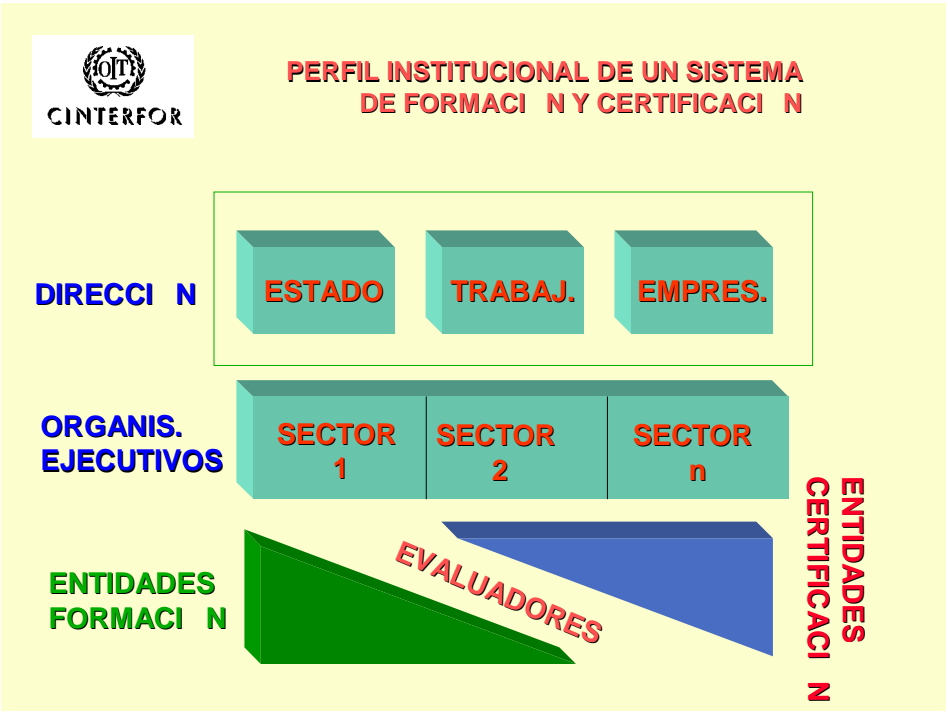 OIT
CINTERFOR
PERFIL INSTITUCIONAL DE UN SISTEMA
DE FORMACI N Y CERTIFICACI N
DIRECCI N
ESTADO
TRABAJ.
EMPRES.
ORGANIS.
EJECUTIVOS
SECTOR
1
SECTOR
2
SECTOR
n
ENTIDADES
FORMACI N
EVALUADORES
ENTIDADES
CERTIFICACI N